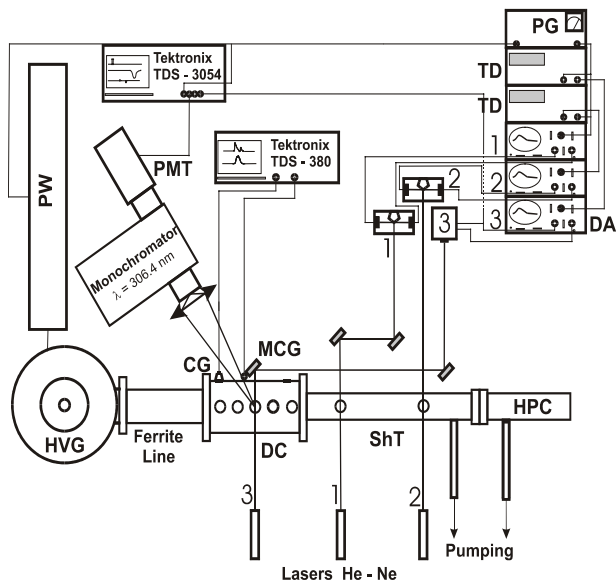 PG
Tektronix
TDS - 3054
TD
TD
PW
PMT
Tektronix
TDS - 380
1
2
3
DA
2
1
3
Monochromator
λ = 306.4 nm
CG
MCG
HVG
Ferrite
Line
DC
ShT
HPC
3
1
2
Pumping
Lasers He - Ne